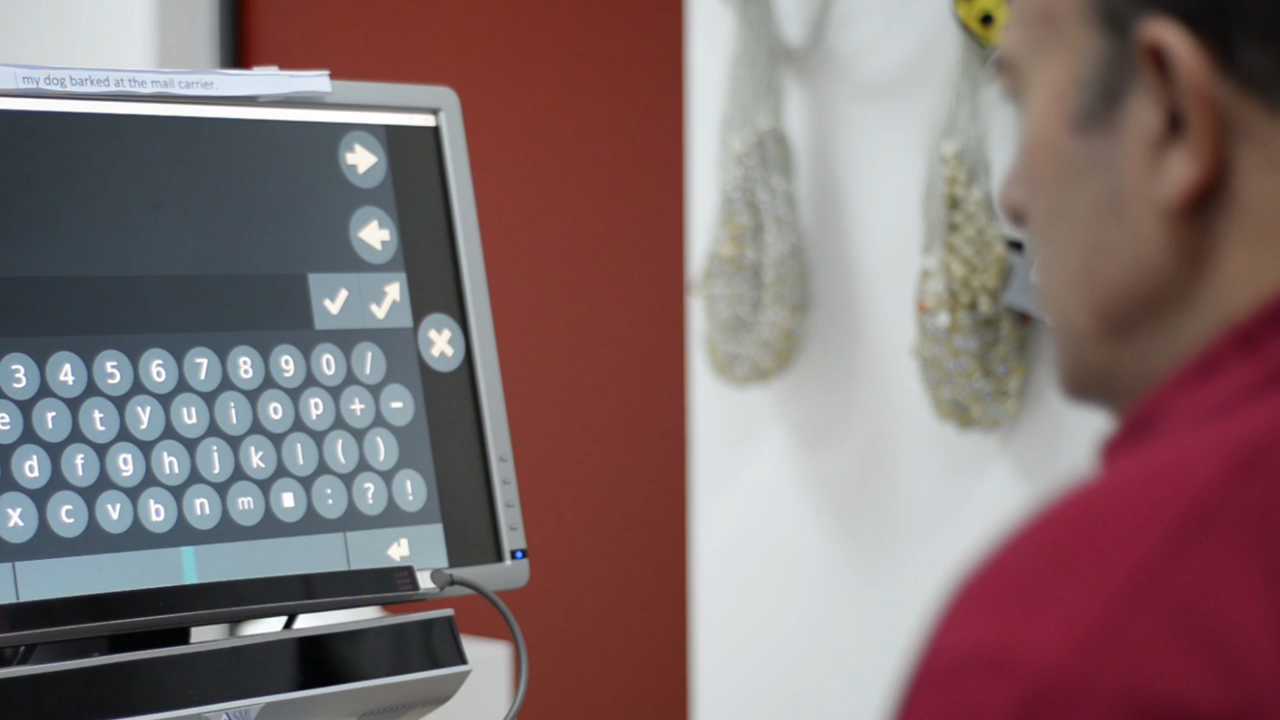 my dog barked at the mail carrier.
3 4 5 6 7 8 9 0 /
e r t y u i o p + -
d f g h j k l ( )
x c v b n m : ? !